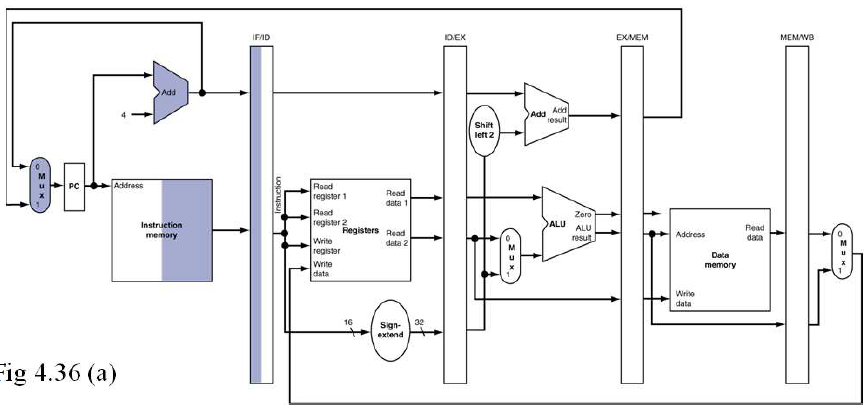 IF/ID
ID/EX
EX/MEM
MEM/WB
Add
4
Shift
left 2
Add
Add
result
0
M
u
x
1
PC
Address
Instruction
memory
Instruction
Read
register 1
Read
register 2
Write
register
Write
data
Registers
Read
data 1
Read
data 2
16
Sign-
extend
32
0
M
u
x
1
Zero
ALU
ALU
result
Address
Read
data
Data
memory
Write
data
0
M
u
x
1
Fig 4.36 (a)